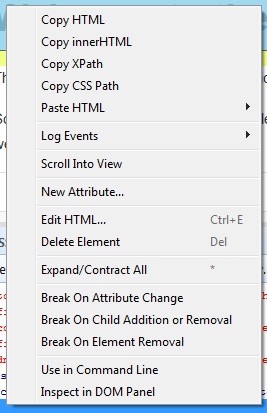 Copy HTML
Copy innerHTML
Copy XPath
Copy CSS Path
Paste HTML
Log Events
Scroll Into View
New Attribute...
Edit HTML... Ctrl+E
Delete Element Del
Expand/Contract All *
Break On Attribute Change
Break On Child Addition or Removal
Break On Element Removal
Use in Command Line
Inspect in DOM Panel